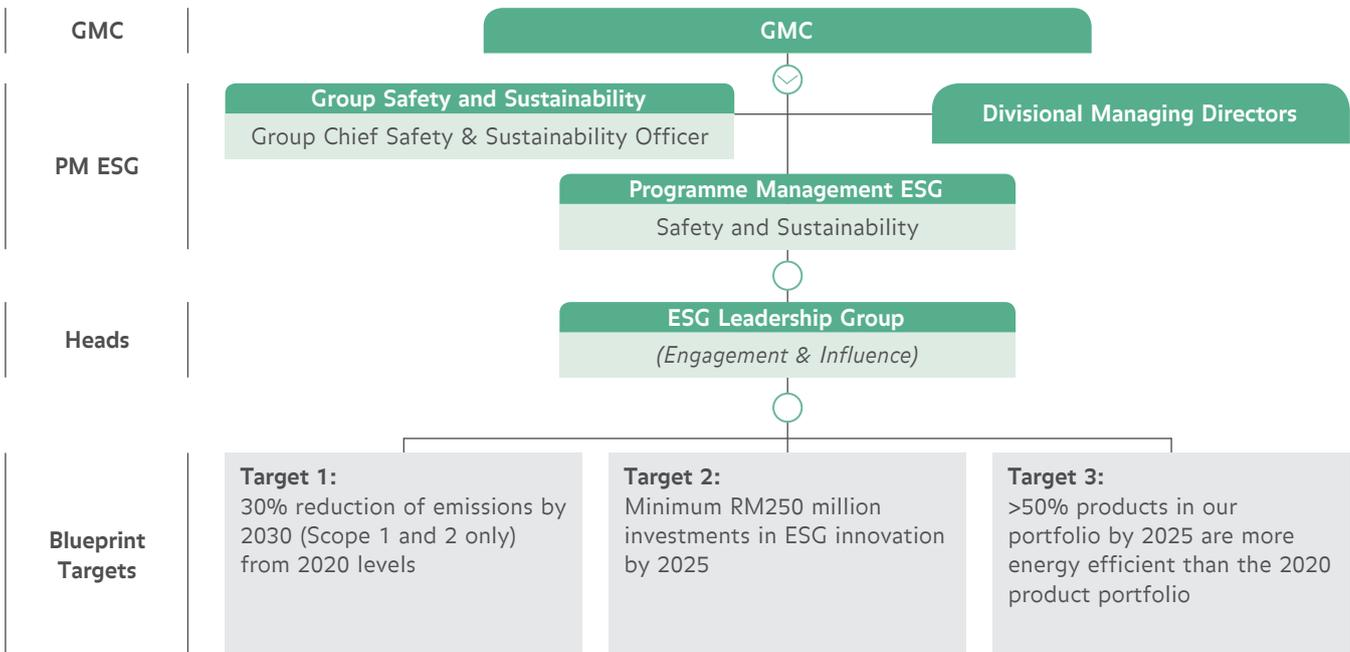 GMC
GMC
Group Safety and Sustainability
Group Chief Safety & Sustainability Officer
Divisional Managing Directors
PM ESG
Programme Management ESG
Safety and Sustainability
Heads
ESG Leadership Group
(Engagement & Influence)
Blueprint
Targets
Target 1:
30% reduction of emissions by
2030 (Scope 1 and 2 only)
from 2020 levels
Target 2:
Minimum RM250 million
investments in ESG innovation
by 2025
Target 3:
>50% products in our
portfolio by 2025 are more
energy efficient than the 2020
product portfolio